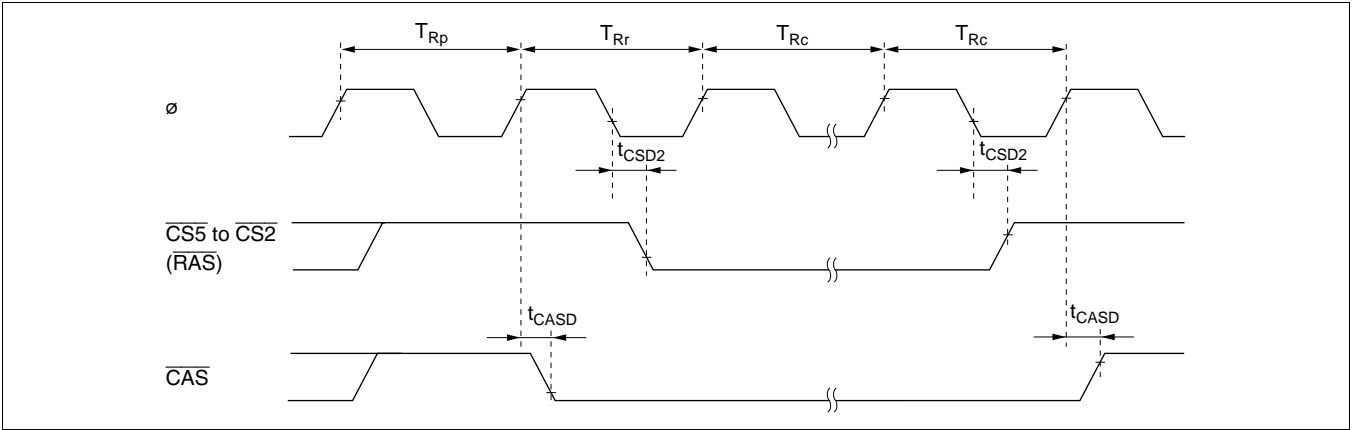 TRp TRr TRc TRc
ø
tCSD2 tCSD2
CS5 to CS2
(RAS)
tCASD tCASD
CAS